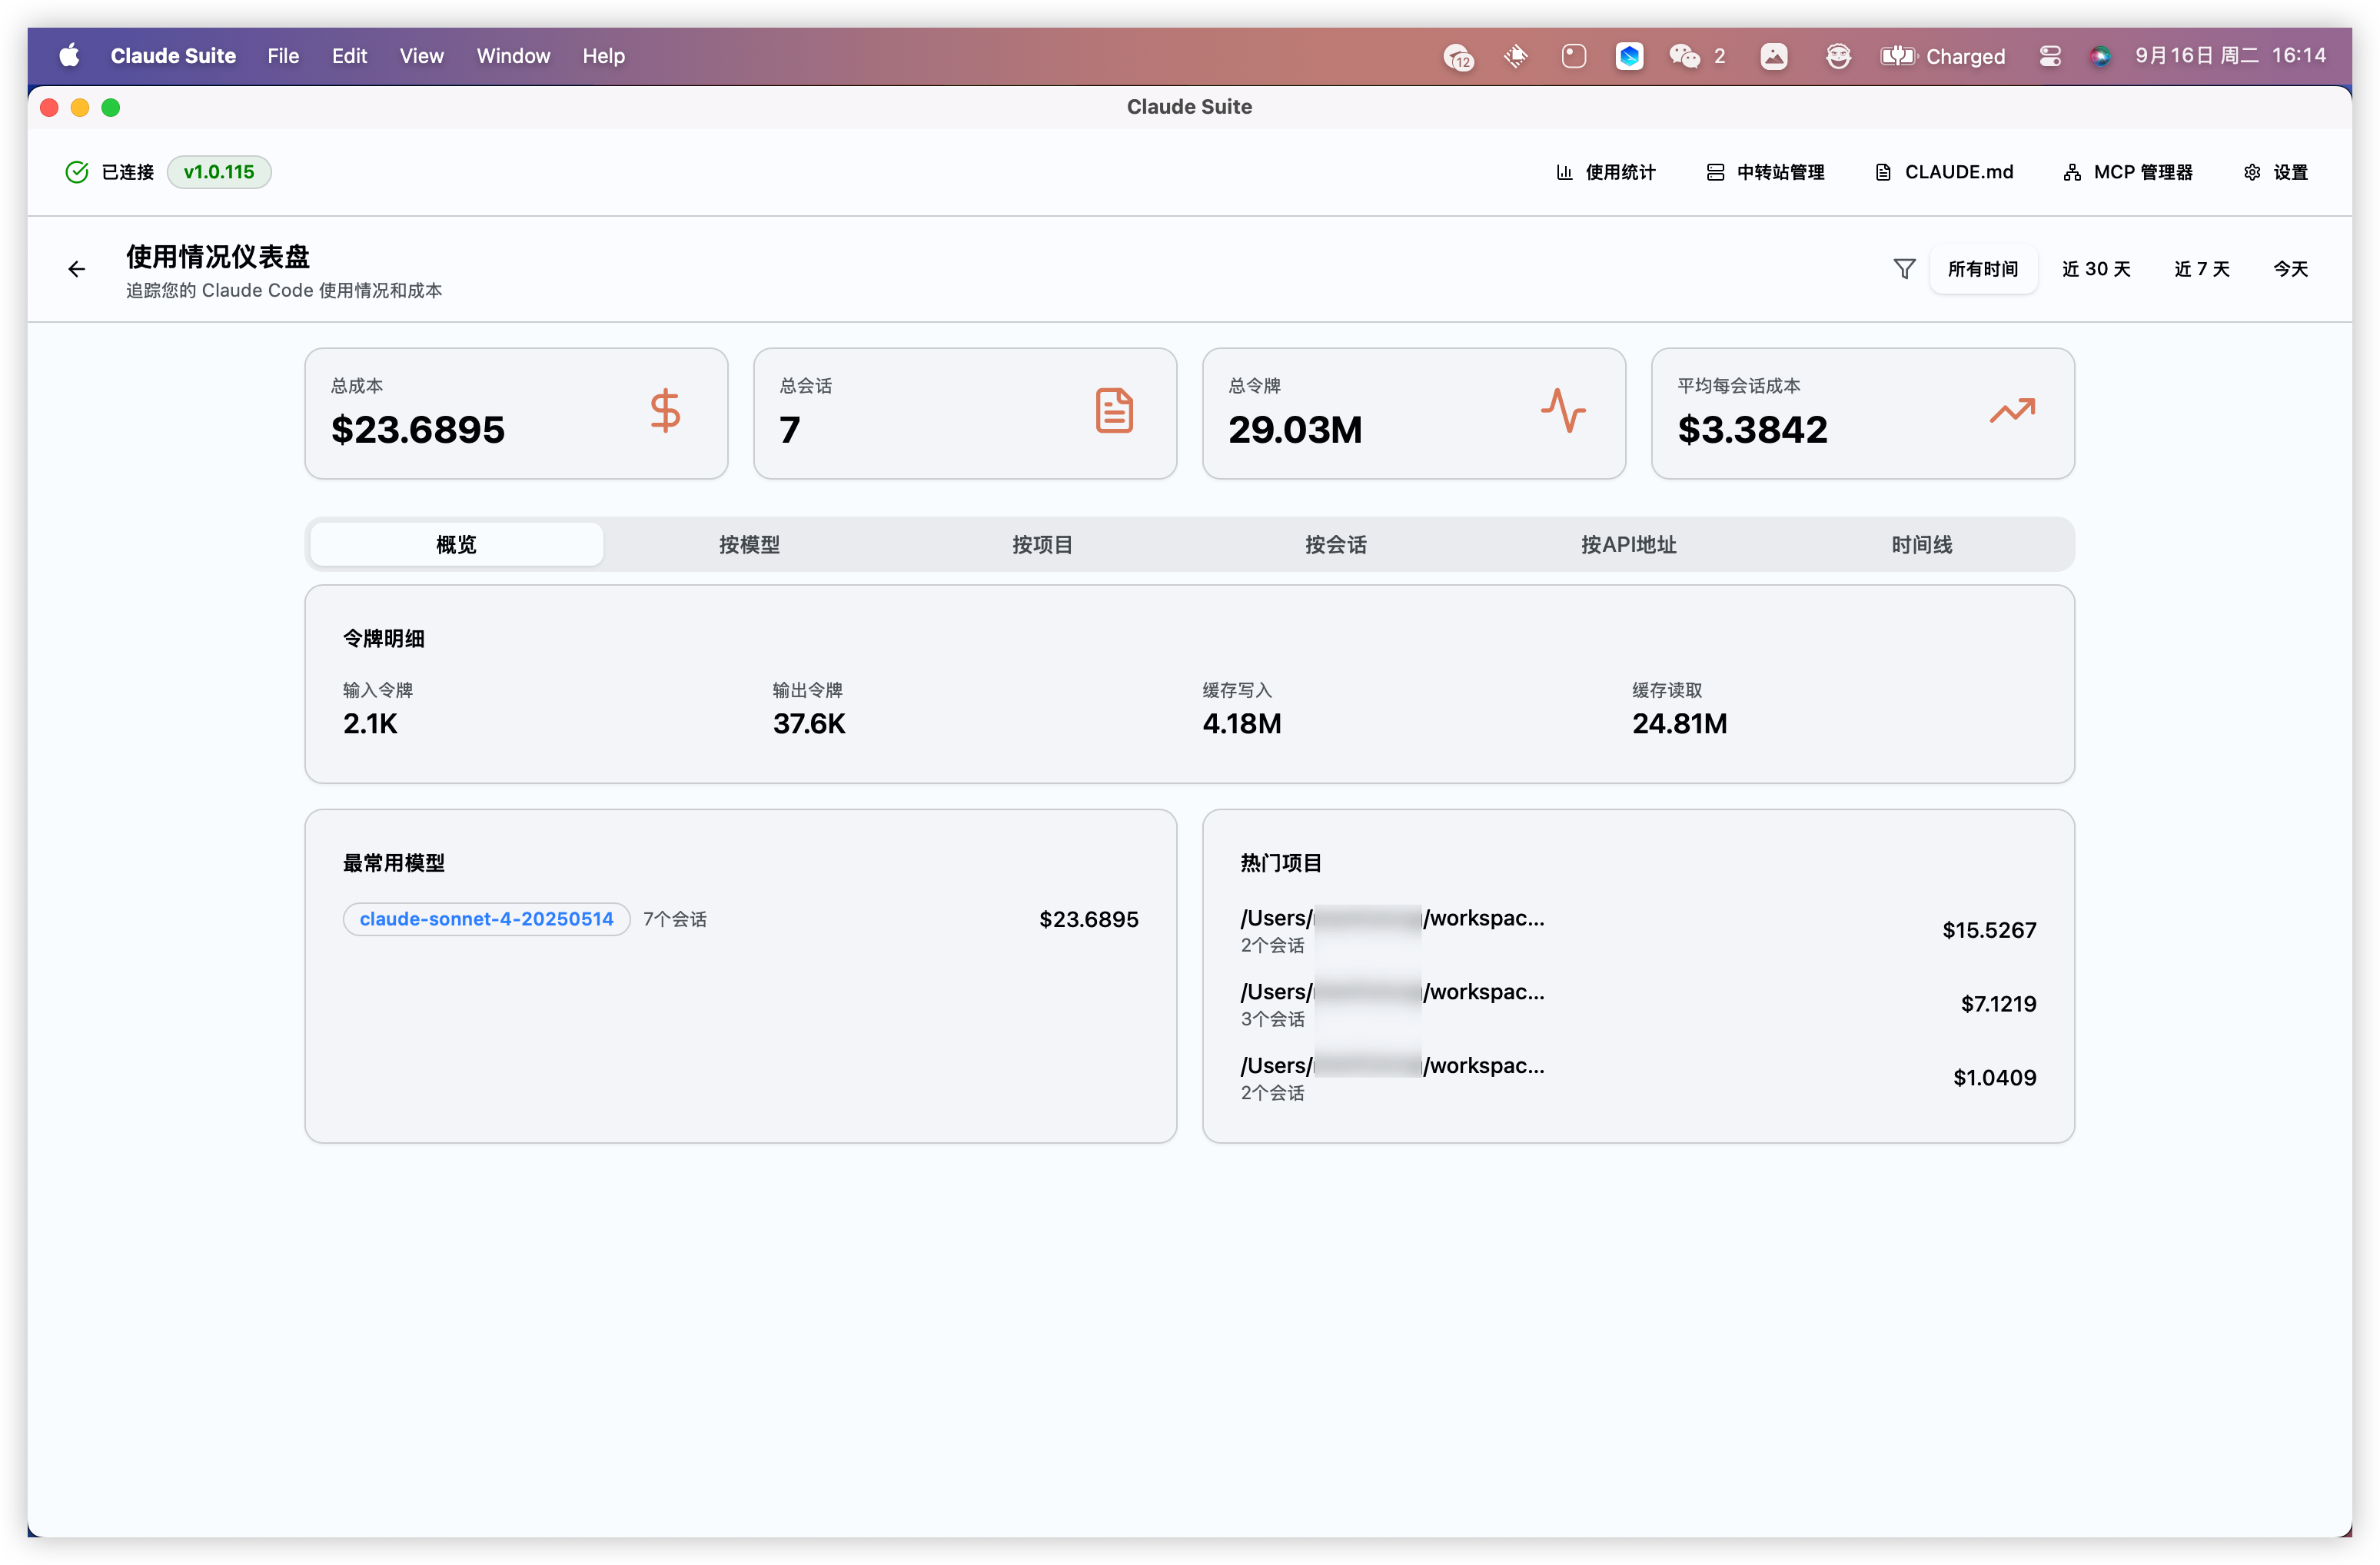 Claude Suite File Edit View Window Help 12 2 Charged 9月16日 周二 16:14
Claude Suite
已连接 v1.0.115 使用统计 中转站管理 CLAUDE.md MCP 管理器 设置
使用情况仪表盘
追踪您的 Claude Code 使用情况和成本
所有时间 近 30 天 近 7 天 今天
总成本
$23.6895
总会话
7
总令牌
29.03M
平均每会话成本
$3.3842
概览 按模型 按项目 按会话 按API地址 时间线
令牌明细
输入令牌
2.1K
输出令牌
37.6K
缓存写入
4.18M
缓存读取
24.81M
最常用模型
claude-sonnet-4-20250514 7个会话 $23.6895
热门项目
/Users/ /workspac... $15.5267
2个会话
/Users/ /workspac... $7.1219
3个会话
/Users/ /workspac... $1.0409
2个会话